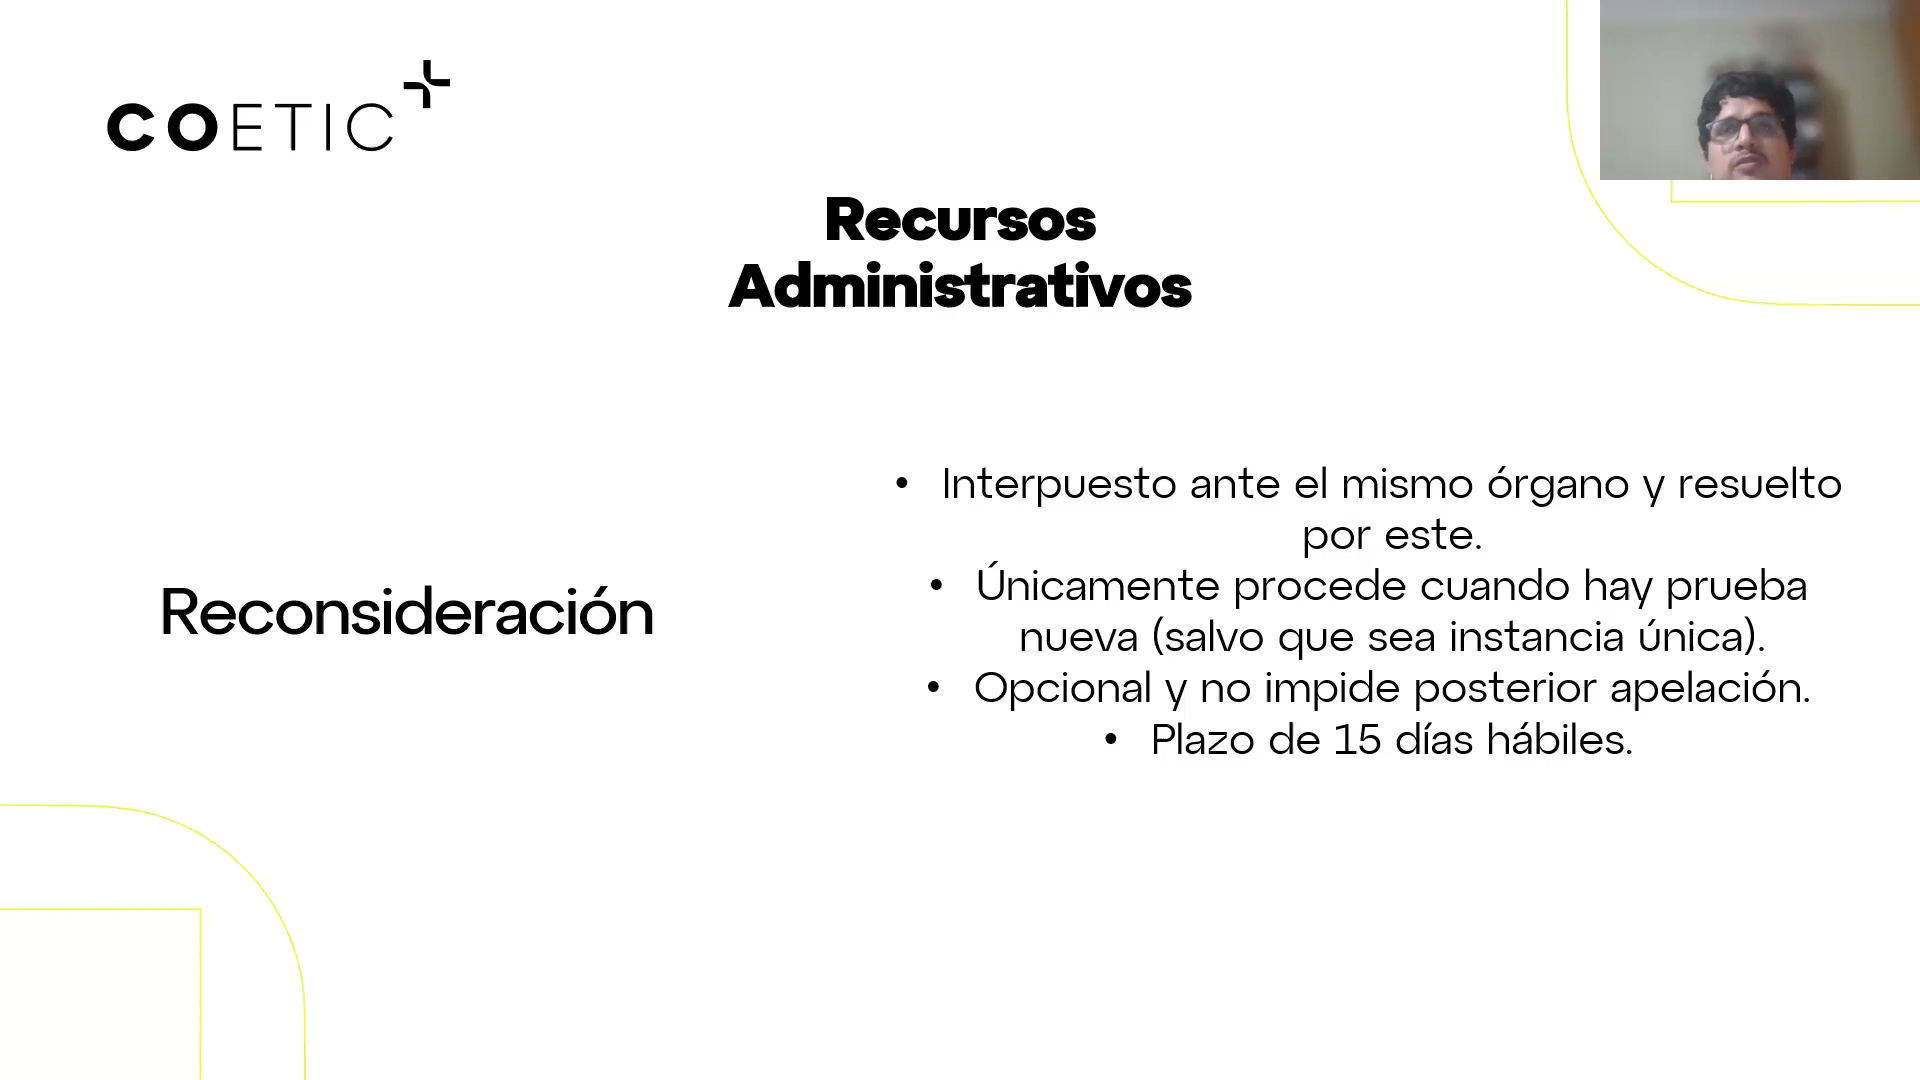 COETIC
Recursos
Administrativos
Reconsideración
• Interpuesto ante el mismo órgano y resuelto
por este.
• Únicamente procede cuando hay prueba
nueva (salvo que sea instancia única).
• Opcional y no impide posterior apelación.
• Plazo de 15 días hábiles.